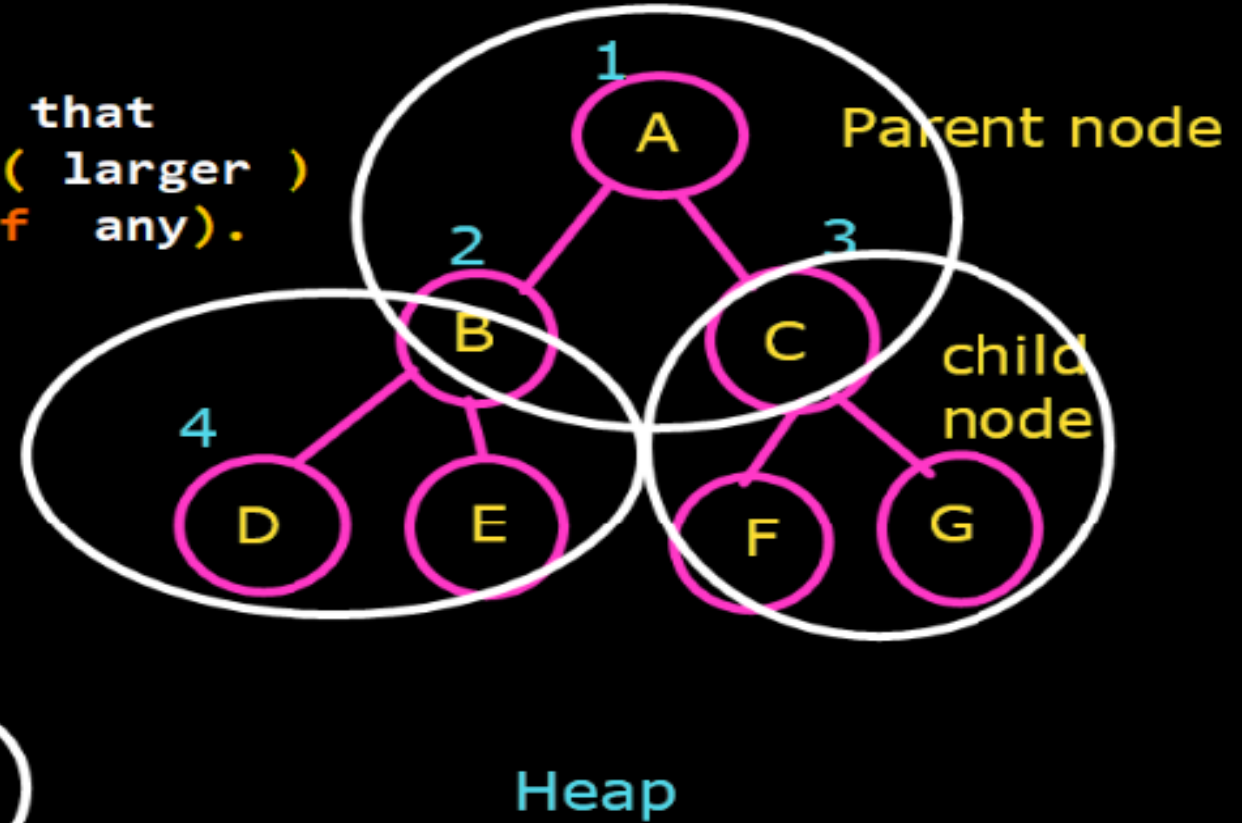 that
( larger )
f any).
1
A
Parent node
2
3
B
C
child
node
4
D
E
F
G
Heap